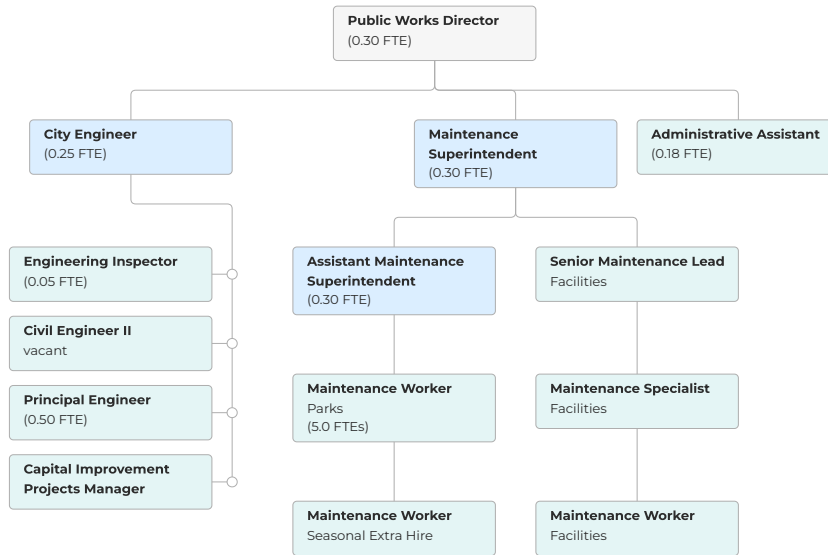 Public Works Director
(0.30 FTE)
City Engineer
(0.25 FTE)
Maintenance
Superintendent
(0.30 FTE)
Administrative Assistant
(0.18 FTE)
Engineering Inspector
(0.05 FTE)
Civil Engineer II
vacant
Principal Engineer
(0.50 FTE)
Capital Improvement
Projects Manager
Assistant Maintenance
Superintendent
(0.30 FTE)
Maintenance Worker
Parks
(5.0 FTEs)
Maintenance Worker
Seasonal Extra Hire
Senior Maintenance Lead
Facilities
Maintenance Specialist
Facilities
Maintenance Worker
Facilities